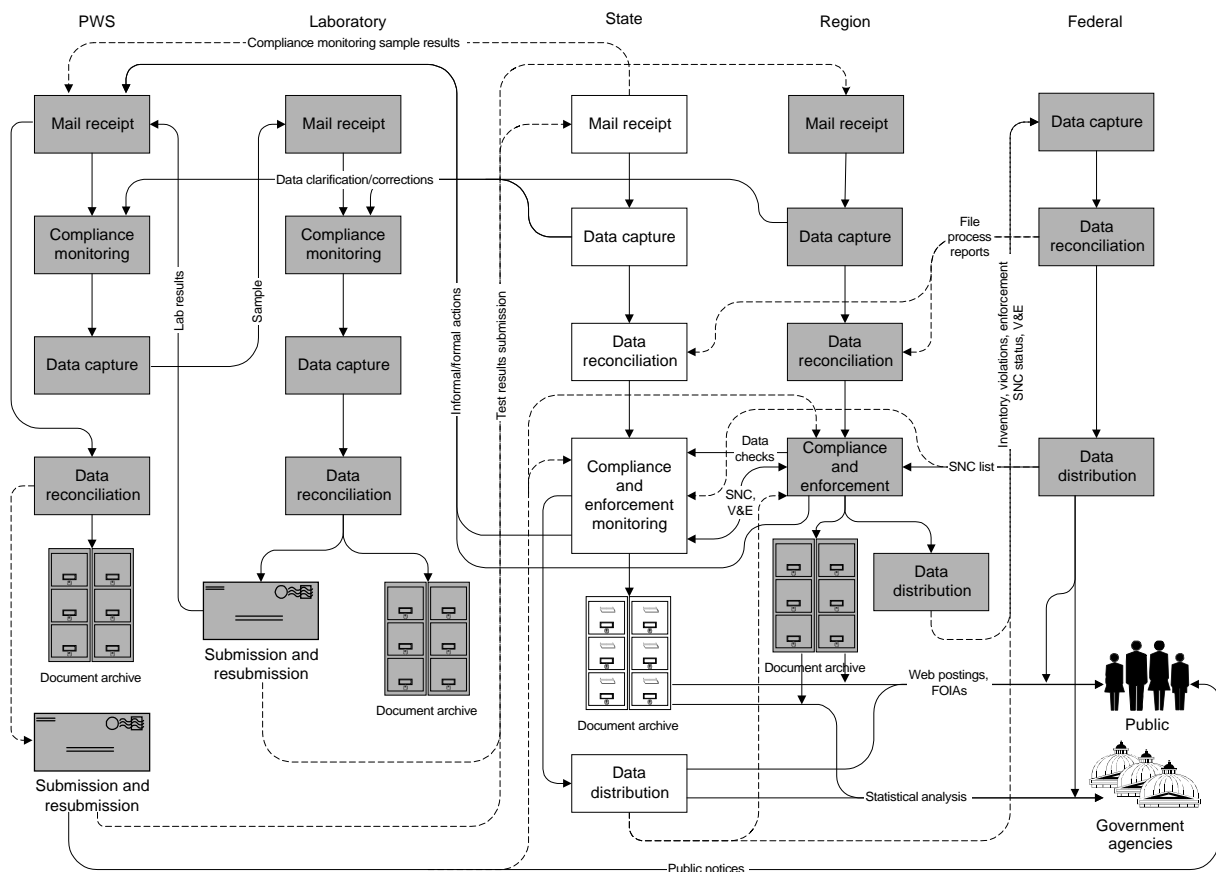 PWS
Laboratory
State
Region
Federal
Compliance monitoring sample results
Mail receipt
Mail receipt
Mail receipt
Mail receipt
Data capture
Data clarification/corrections
Compliance
monitoring
Compliance
monitoring
Data capture
Data capture
File
process
reports
Data
reconciliation
Lab results
Sample
Informal/formal actions
Test results submission
Inventory, violations, enforcement
SNC status, V&E
Data capture
Data capture
Data
reconciliation
Data
reconciliation
Data
reconciliation
Data
reconciliation
Compliance
and
enforcement
monitoring
Data
checks
SNC,
V&E
Compliance
and
enforcement
SNC list
Data
distribution
Data
distribution
Document archive
Submission and
resubmission
Document archive
Document archive
Document archive
Web postings,
FOIAs
Public
Submission and
resubmission
Data
distribution
Statistical analysis
Government
agencies
Public notices